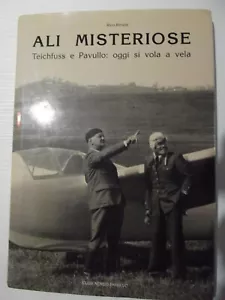 ALI MISTERIOSE
Teichfuss e Pavullo: oggi si vola a vela